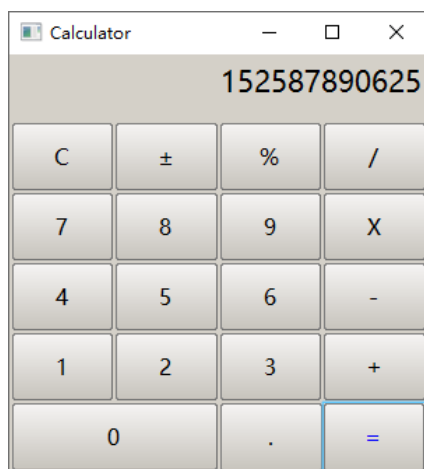 Calculator
152587890625
C ± % /
7 8 9 X
4 5 6 -
1 2 3 +
0 . =